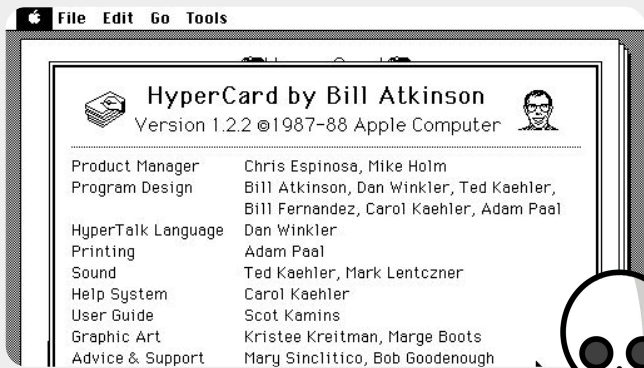 File Edit Go Tools
HyperCard by Bill Atkinson
Version 1.2.2 ©1987-88 Apple Computer
Product Manager Chris Espinosa, Mike Holm
Program Design Bill Atkinson, Dan Winkler, Ted Kaehler,
Bill Fernandez, Carol Kaehler, Adam Paal
HyperTalk Language Dan Winkler
Printing Adam Paal
Sound Ted Kaehler, Mark Lentczner
Help System Carol Kaehler
User Guide Scot Kamins
Graphic Art Kristee Kreitman, Marge Boots
Advice & Support Mary Sinclitico, Bob Goodenough